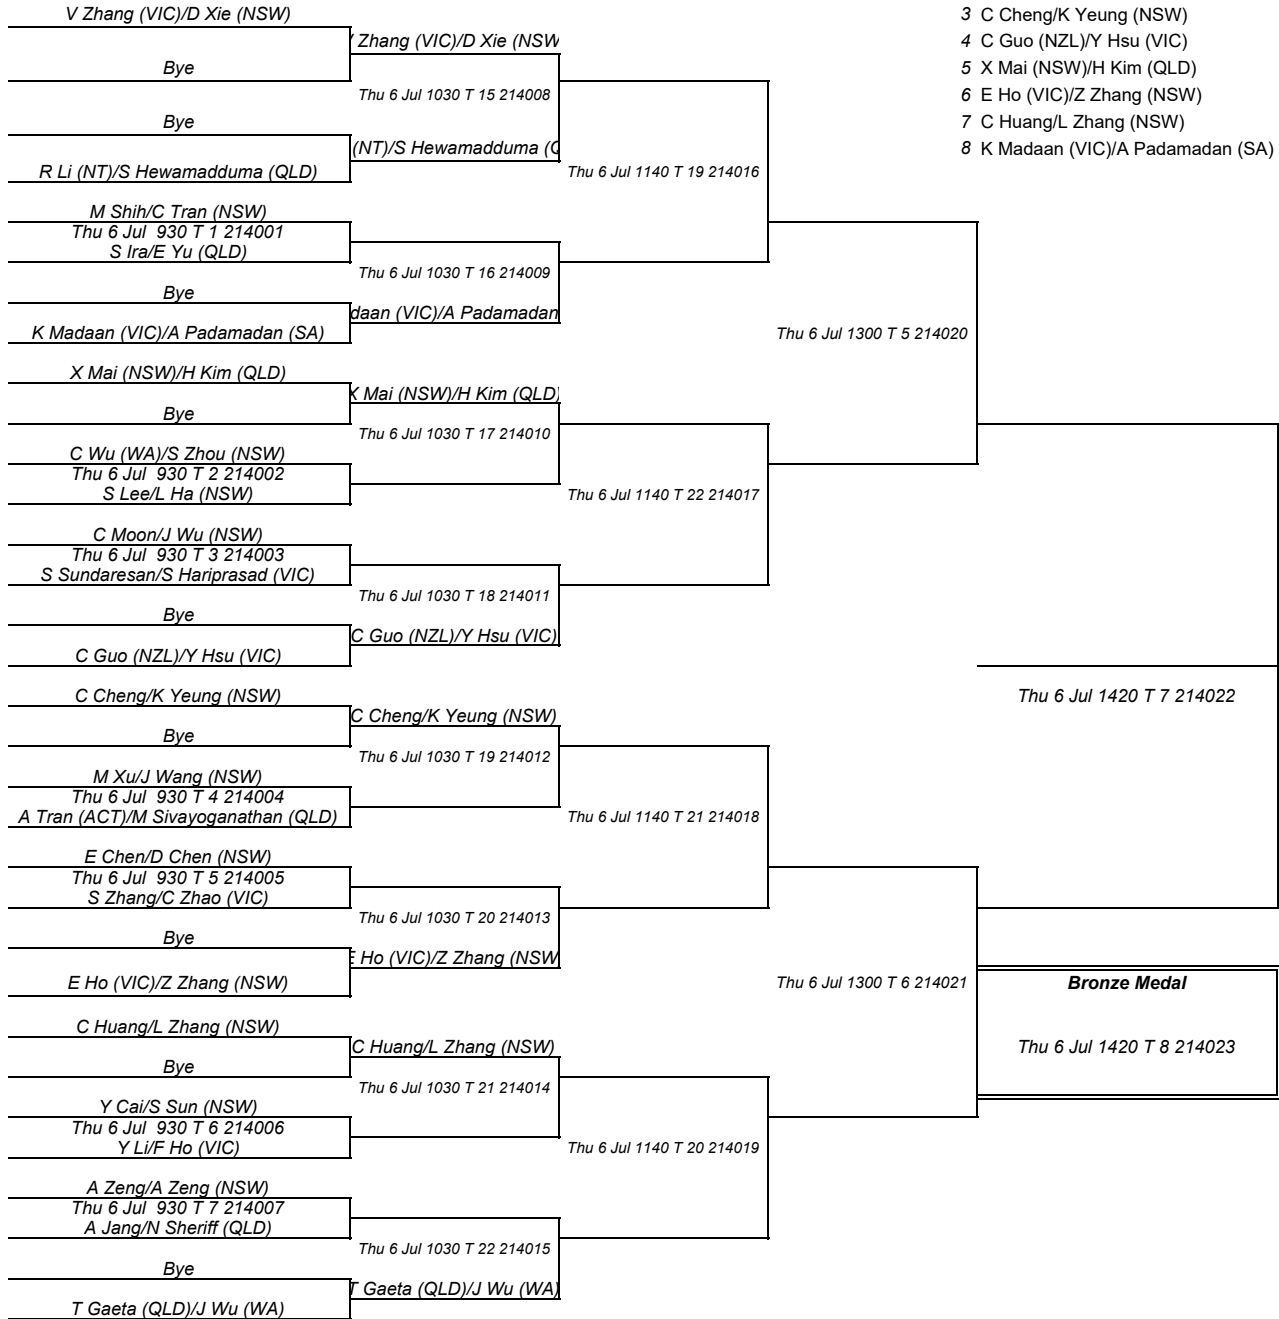 V Zhang (VIC)/D Xie (NSW)
Bye
Bye
R Li (NT)/S Hewamadduma (QLD)
M Shih/C Tran (NSW)
Thu 6 Jul 930 T 1 214001
S Ira/E Yu (QLD)
Bye
K Madaan (VIC)/A Padamadan (SA)
X Mai (NSW)/H Kim (QLD)
Bye
C Wu (WA)/S Zhou (NSW)
Thu 6 Jul 930 T 2 214002
S Lee/L Ha (NSW)
C Moon/J Wu (NSW)
Thu 6 Jul 930 T 3 214003
S Sundaresan/S Hariprasad (VIC)
Bye
C Guo (NZL)/Y Hsu (VIC)
C Cheng/K Yeung (NSW)
Bye
M Xu/J Wang (NSW)
Thu 6 Jul 930 T 4 214004
A Tran (ACT)/M Sivayoganathan (QLD)
E Chen/D Chen (NSW)
Thu 6 Jul 930 T 5 214005
S Zhang/C Zhao (VIC)
Bye
E Ho (VIC)/Z Zhang (NSW)
C Huang/L Zhang (NSW)
Bye
Y Cai/S Sun (NSW)
Thu 6 Jul 930 T 6 214006
Y Li/F Ho (VIC)
A Zeng/A Zeng (NSW)
Thu 6 Jul 930 T 7 214007
A Jang/N Sheriff (QLD)
Bye
T Gaeta (QLD)/J Wu (WA)
Zhang (VIC)/D Xie (NSW
Thu 6 Jul 1030 T 15 214008
(NT)/S Hewamadduma (Q
Thu 6 Jul 1030 T 16 214009
daan (VIC)/A Padamadan
X Mai (NSW)/H Kim (QLD)
Thu 6 Jul 1030 T 17 214010
Thu 6 Jul 1030 T 18 214011
C Guo (NZL)/Y Hsu (VIC)
C Cheng/K Yeung (NSW)
Thu 6 Jul 1030 T 19 214012
Thu 6 Jul 1030 T 20 214013
E Ho (VIC)/Z Zhang (NSW
C Huang/L Zhang (NSW)
Thu 6 Jul 1030 T 21 214014
Thu 6 Jul 1030 T 22 214015
T Gaeta (QLD)/J Wu (WA)
Thu 6 Jul 1140 T 19 214016
Thu 6 Jul 1140 T 22 214017
Thu 6 Jul 1140 T 21 214018
Thu 6 Jul 1140 T 20 214019
Thu 6 Jul 1300 T 5 214020
Thu 6 Jul 1300 T 6 214021
3 C Cheng/K Yeung (NSW)
4 C Guo (NZL)/Y Hsu (VIC)
5 X Mai (NSW)/H Kim (QLD)
6 E Ho (VIC)/Z Zhang (NSW)
7 C Huang/L Zhang (NSW)
8 K Madaan (VIC)/A Padamadan (SA)
Thu 6 Jul 1420 T 7 214022
Bronze Medal
Thu 6 Jul 1420 T 8 214023